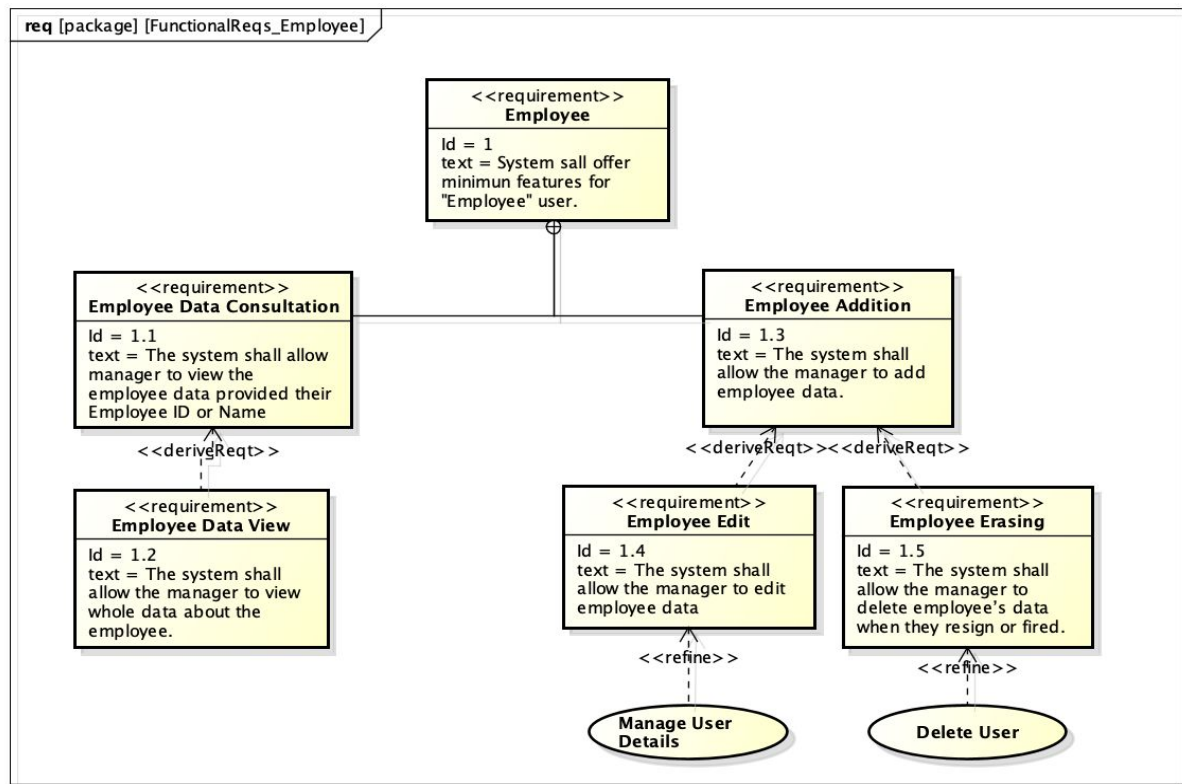 req [package] [FunctionalReqs_Employee]
<<requirement>>
Employee
Id = 1
text = System sall offer
minimun features for
"Employee" user.
<<requirement>>
Employee Data Consultation
Id = 1.1
text = The system shall allow
manager to view the
employee data provided their
Employee ID or Name
<<requirement>>
Employee Addition
Id = 1.3
text = The system shall
allow the manager to add
employee data.
<<deriveReqt>>
<<deriveReqt>>
<<deriveReqt>>
<<requirement>>
Employee Data View
Id = 1.2
text = The system shall
allow the manager to view
whole data about the
employee.
<<requirement>>
Employee Edit
Id = 1.4
text = The system shall
allow the manager to edit
employee data
<<requirement>>
Employee Erasing
Id = 1.5
text = The system shall
allow the manager to
delete employee's data
when they resign or fired.
<<refine>>
<<refine>>
Manage User
Details
Delete User